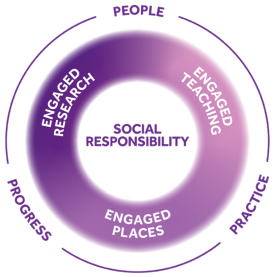 PEOPLE
ENGAGED
RESEARCH
ENGAGED
TEACHING
SOCIAL
RESPONSIBILITY
ENGAGED
PLACES
PROGRESS
PRACTICE